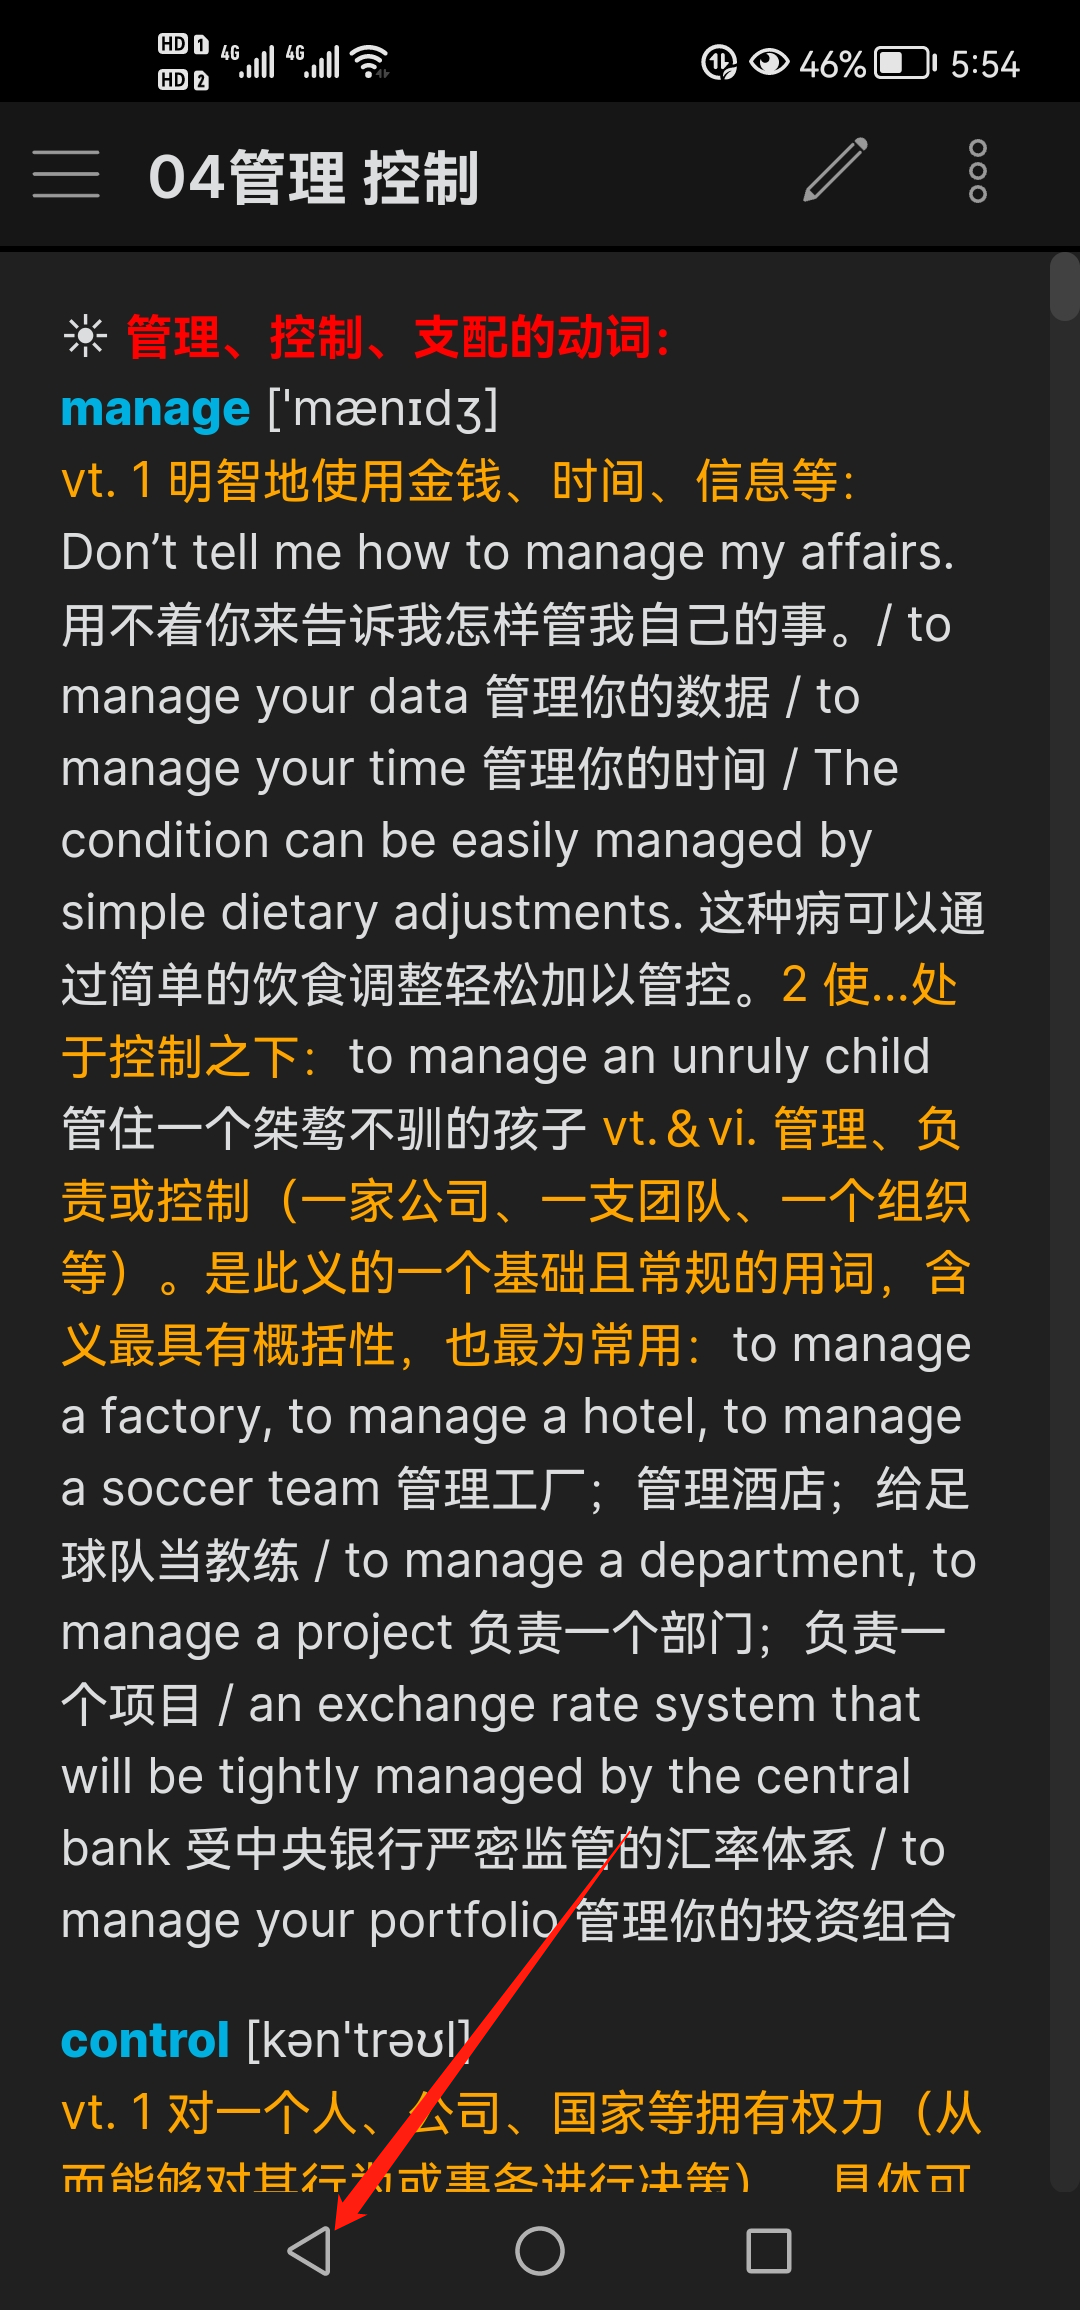 HD 1 4G 4G 46% 5:54
HD 2
04管理 控制
管理、控制、支配的动词：
manage ['mænɪdʒ]
vt. 1 明智地使用金钱、时间、信息等：
Don’t tell me how to manage my affairs.
用不着你来告诉我怎样管我自己的事。/ to
manage your data 管理你的数据 / to
manage your time 管理你的时间 / The
condition can be easily managed by
simple dietary adjustments. 这种病可以通
过简单的饮食调整轻松加以管控。2 使…处
于控制之下： to manage an unruly child
管住一个桀骜不驯的孩子 vt.＆vi. 管理、负
责或控制（一家公司、一支团队、一个组织
等）。是此义的一个基础且常规的用词，含
义最具有概括性，也最为常用： to manage
a factory, to manage a hotel, to manage
a soccer team 管理工厂；管理酒店；给足
球队当教练 / to manage a department, to
manage a project 负责一个部门；负责一
个项目 / an exchange rate system that
will be tightly managed by the central
bank 受中央银行严密监管的汇率体系 / to
manage your portfolio 管理你的投资组合
control [kən'trəʊl]
vt. 1 对一个人、公司、国家等拥有权力（从
而能够对其行为或事务进行决策）。具体可